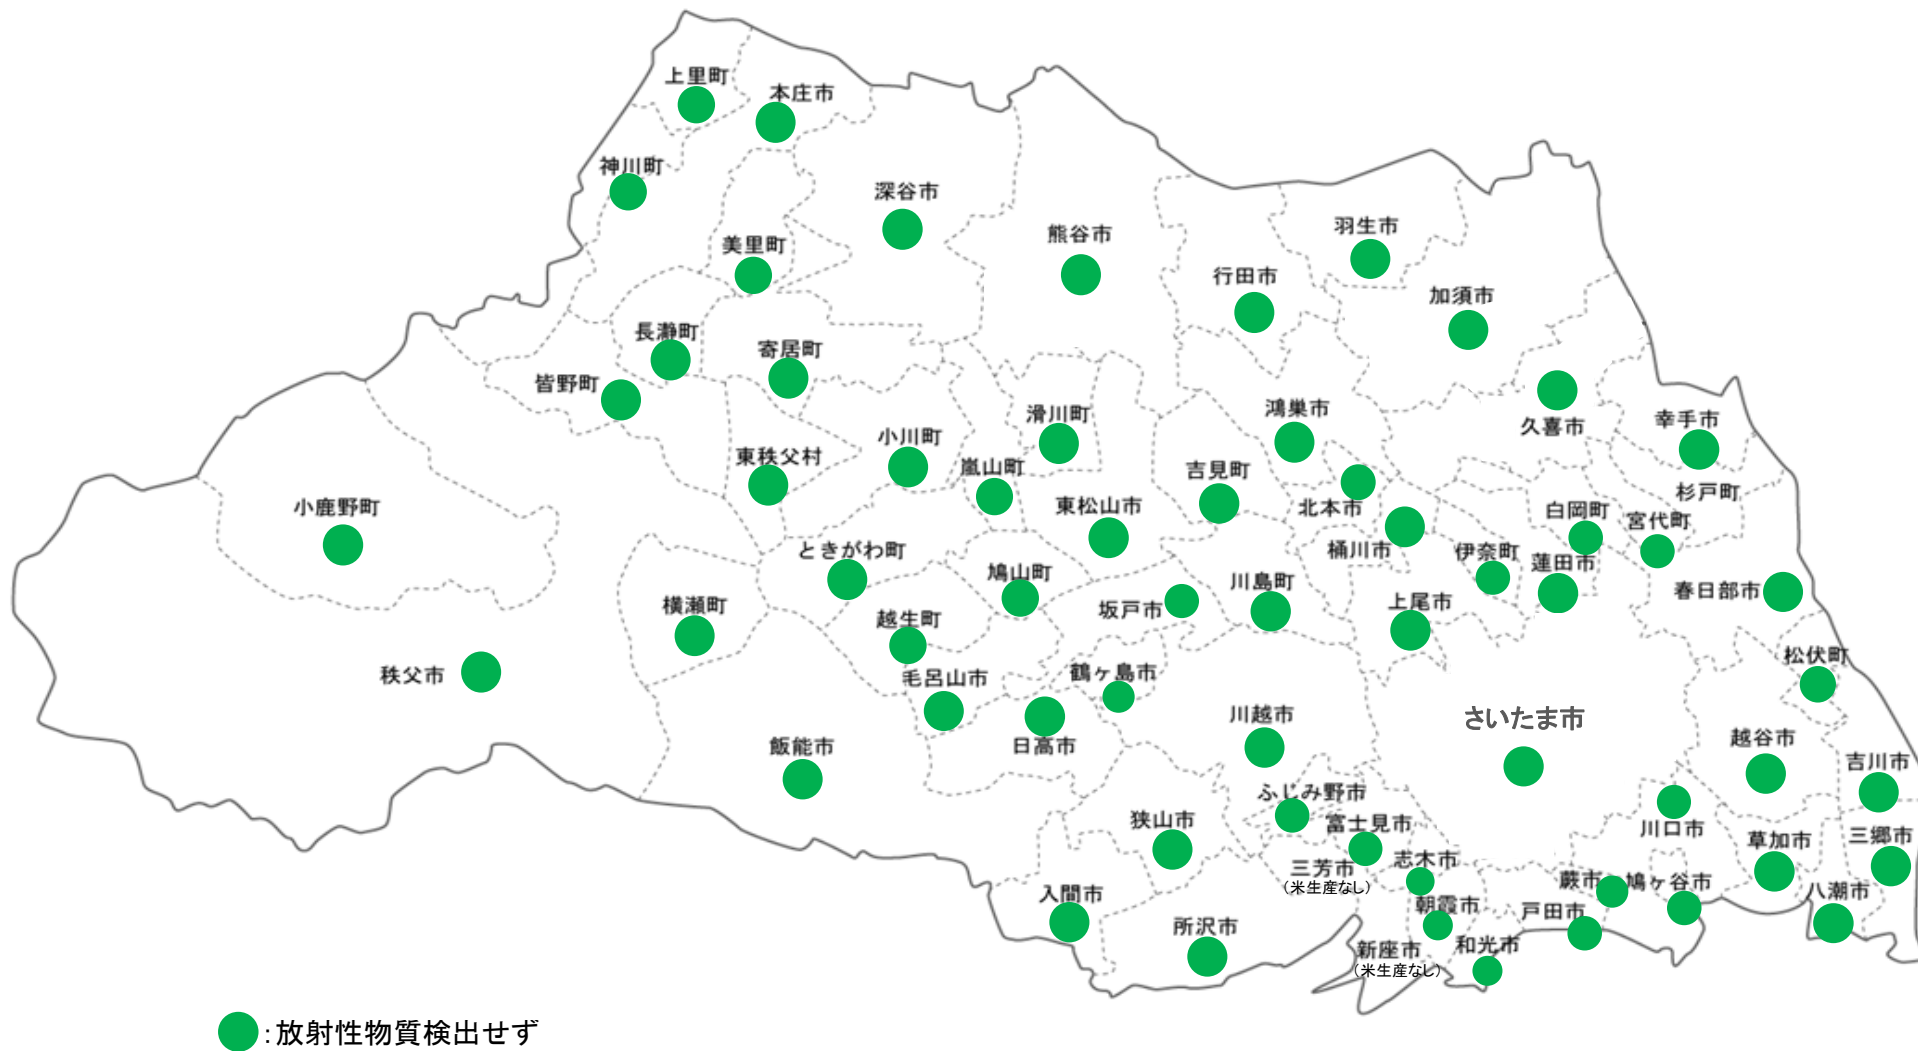 上里町
本庄市
神川町
深谷市
美里町
熊谷市
羽生市
行田市
加須市
長瀞町
寄居町
皆野町
鴻巣市
滑川町
久喜市
幸手市
小川町
東秩父村
嵐山町
吉見町
杉戸町
小鹿野町
東松山市
北本市
白岡町
宮代町
ときがわ町
桶川市
伊奈町
蓮田市
鳩山町
川島町
春日部市
横瀬町
坂戸市
上尾市
越生町
松伏町
秩父市
毛呂山市
鶴ヶ島市
川越市
さいたま市
飯能市
日高市
越谷市
吉川市
ふじみ野市
狭山市
富士見市
川口市
草加市
三郷市
三芳市
(米生産なし)
志木市
蕨市
鳩ヶ谷市
八潮市
入間市
朝霞市
戸田市
所沢市
新座市
(米生産なし)
和光市
:放射性物質検出せず